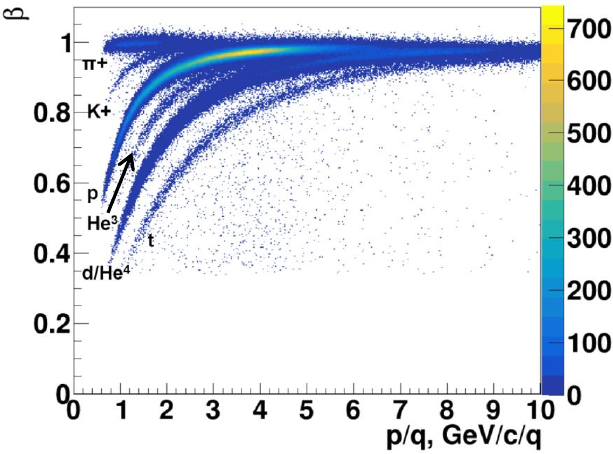 β
1
0.8
0.6
0.4
0.2
0
π+
K+
p
He³
t
d/He⁴
0 1 2 3 4 5 6 7 8 9 10
p/q, GeV/c/q
700
600
500
400
300
200
100
0